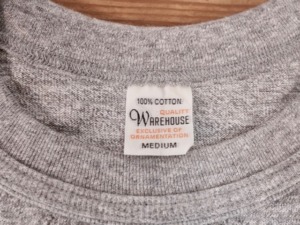 100% COTTON
QUALITY
WAREHOUSE
EXCLUSIVE OF
ORNAMENTATION
MEDIUM